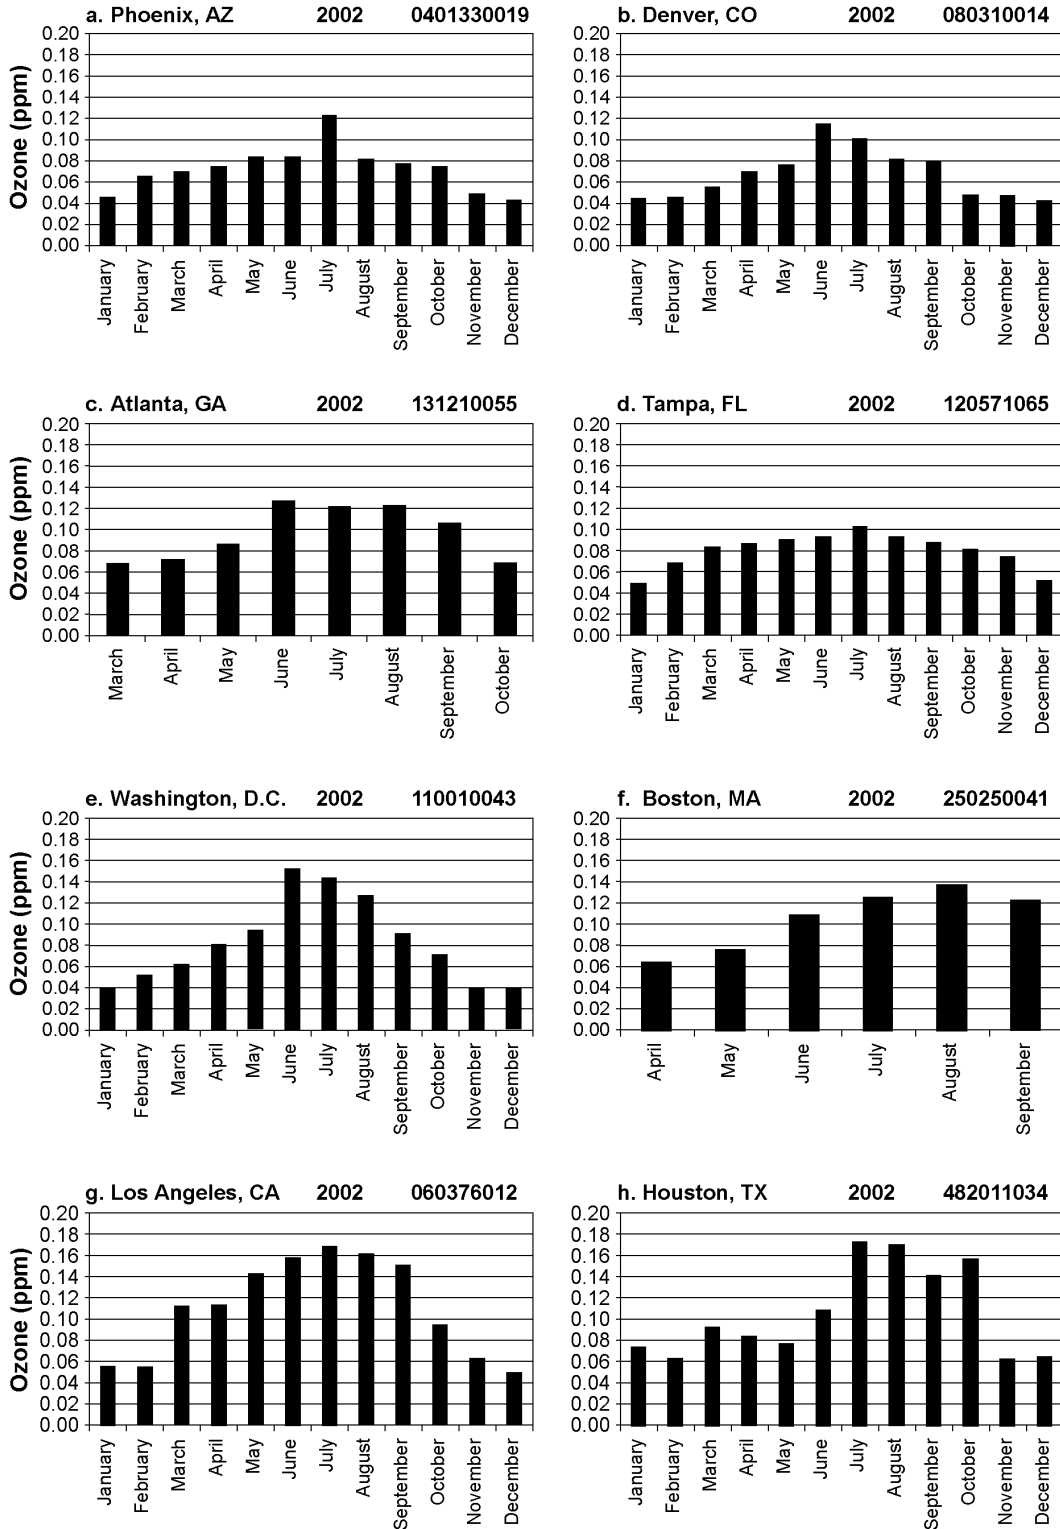 a. Phoenix, AZ 2002 0401330019
Ozone (ppm)
0.20
0.18
0.16
0.14
0.12
0.10
0.08
0.06
0.04
0.02
0.00
January
February
March
April
May
June
July
August
September
October
November
December
b. Denver, CO 2002 080310014
0.20
0.18
0.16
0.14
0.12
0.10
0.08
0.06
0.04
0.02
0.00
January
February
March
April
May
June
July
August
September
October
November
December
c. Atlanta, GA 2002 131210055
Ozone (ppm)
0.20
0.18
0.16
0.14
0.12
0.10
0.08
0.06
0.04
0.02
0.00
March
April
May
June
July
August
September
October
d. Tampa, FL 2002 120571065
0.20
0.18
0.16
0.14
0.12
0.10
0.08
0.06
0.04
0.02
0.00
January
February
March
April
May
June
July
August
September
October
November
December
e. Washington, D.C. 2002 110010043
Ozone (ppm)
0.20
0.18
0.16
0.14
0.12
0.10
0.08
0.06
0.04
0.02
0.00
January
February
March
April
May
June
July
August
September
October
November
December
f. Boston, MA 2002 250250041
0.20
0.18
0.16
0.14
0.12
0.10
0.08
0.06
0.04
0.02
0.00
April
May
June
July
August
September
g. Los Angeles, CA 2002 060376012
Ozone (ppm)
0.20
0.18
0.16
0.14
0.12
0.10
0.08
0.06
0.04
0.02
0.00
January
February
March
April
May
June
July
August
September
October
November
December
h. Houston, TX 2002 482011034
0.20
0.18
0.16
0.14
0.12
0.10
0.08
0.06
0.04
0.02
0.00
January
February
March
April
May
June
July
August
September
October
November
December